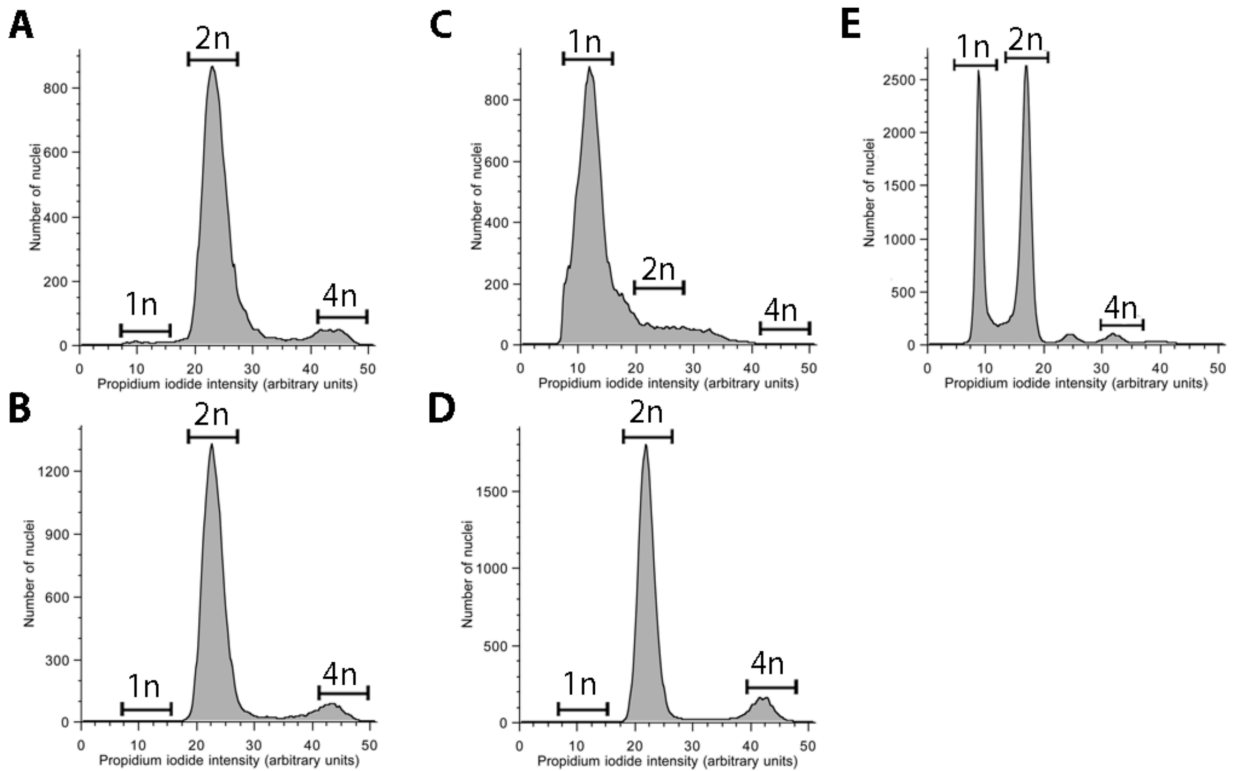 A
2n
1n
4n
800
600
400
200
0
Number of nuclei
0 10 20 30 40 50
Propidium iodide intensity (arbitrary units)
B
2n
1n
4n
1200
900
600
300
0
Number of nuclei
0 10 20 30 40 50
Propidium iodide intensity (arbitrary units)
C
1n
2n
4n
800
600
400
200
0
Number of nuclei
0 10 20 30 40 50
Propidium iodide intensity (arbitrary units)
D
2n
1n
4n
1500
1000
500
0
Number of nuclei
0 10 20 30 40 50
Propidium iodide intensity (arbitrary units)
E
1n 2n
4n
2500
2000
1500
1000
500
0
Number of nuclei
0 10 20 30 40 50
Propidium iodide intensity (arbitrary units)